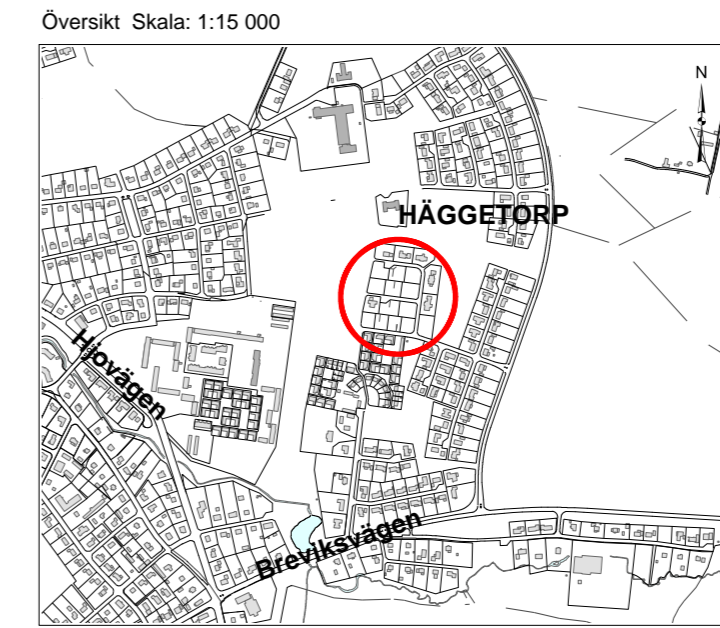 Översikt Skala: 1:15 000
N
HÄGGETORP
Hjovägen
Breviksvägen